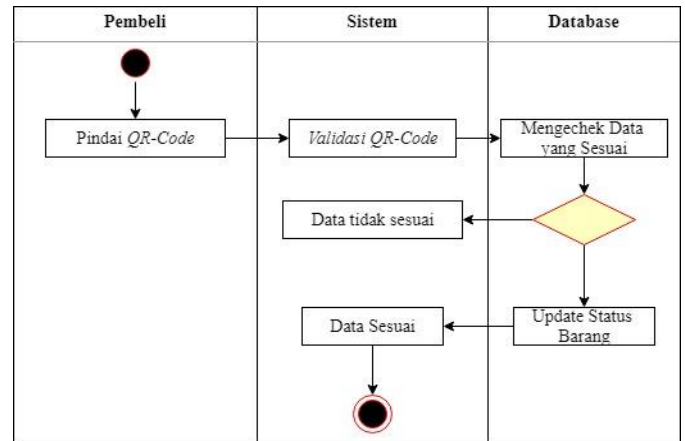 Pembeli
Sistem
Database
Pindai QR-Code
Validasi QR-Code
Mengechek Data
yang Sesuai
Data tidak sesuai
Data Sesuai
Update Status
Barang